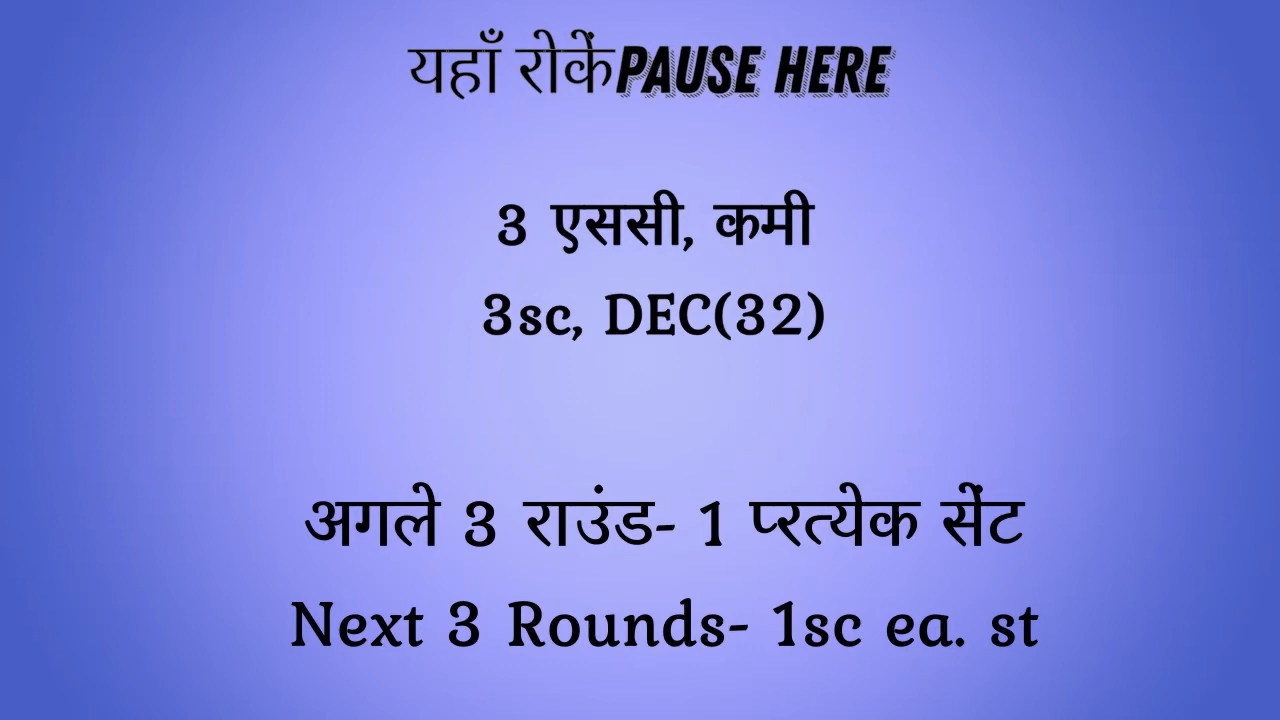 यहाँ रोकेंPAUSE HERE
3 एससी, कमी
3sc, DEC(32)
अगले 3 राउंड- 1 प्रत्येक सेंट
Next 3 Rounds- 1sc ea. st